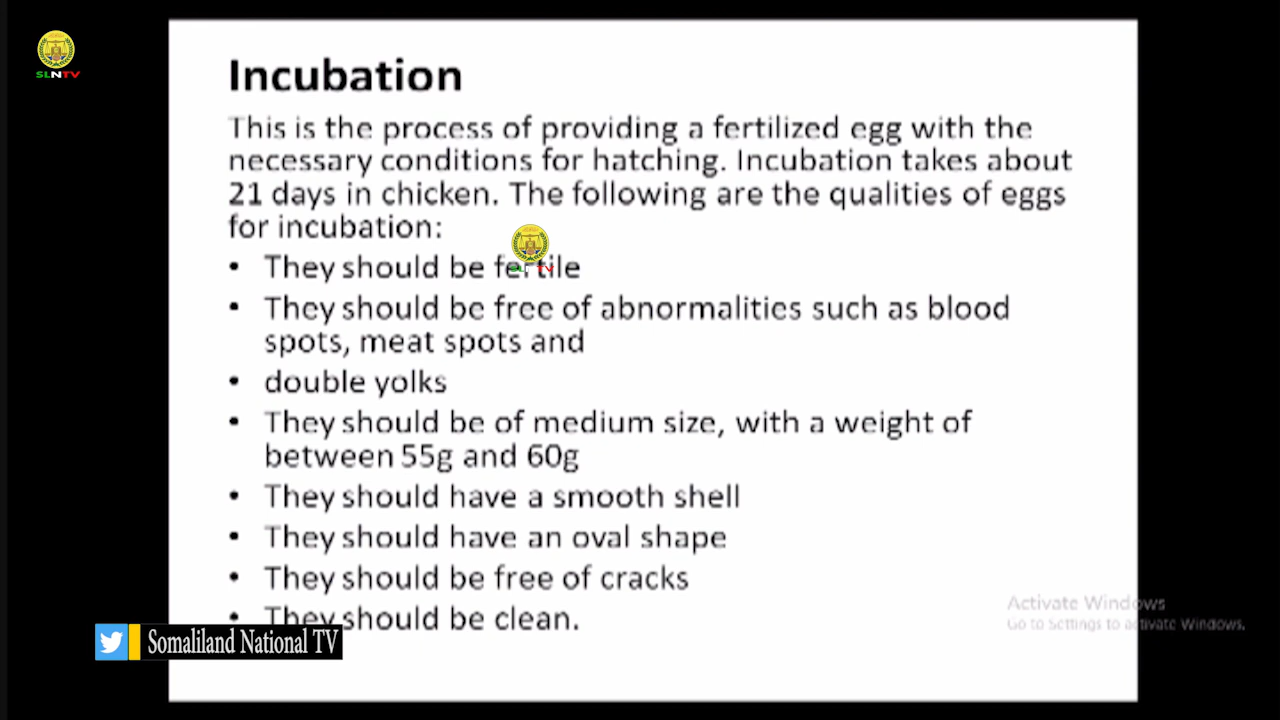 SLNTV
Incubation
This is the process of providing a fertilized egg with the
necessary conditions for hatching. Incubation takes about
21 days in chicken. The following are the qualities of eggs
for incubation:
• They should be fertile
SLNTV
• They should be free of abnormalities such as blood
spots, meat spots and
• double yolks
• They should be of medium size, with a weight of
between 55g and 60g
• They should have a smooth shell
• They should have an oval shape
• They should be free of cracks
• They should be clean.
Activate Windows
Go to Settings to activate Windows.
Somaliland National TV